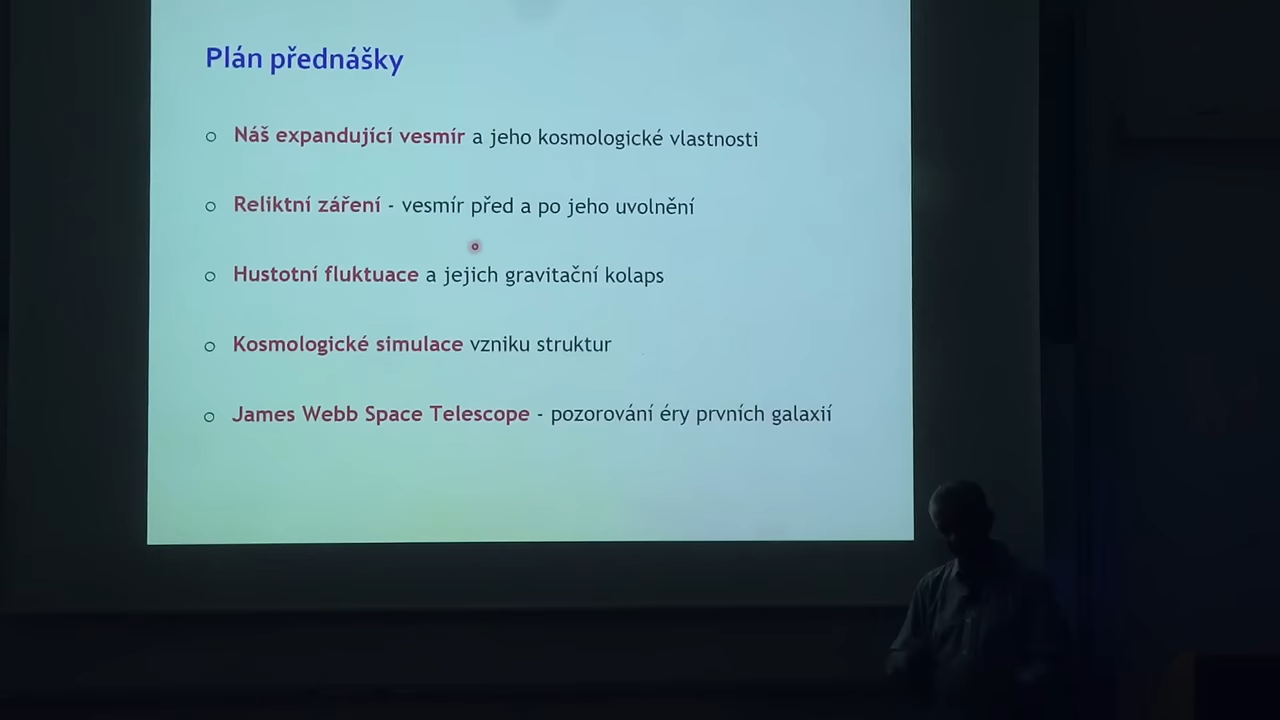 Plán přednášky
Náš expandující vesmír a jeho kosmologické vlastnosti
Reliktní záření - vesmír před a po jeho uvolnění
Hustotní fluktuace a jejich gravitační kolaps
Kosmologické simulace vzniku struktur
James Webb Space Telescope - pozorování éry prvních galaxií